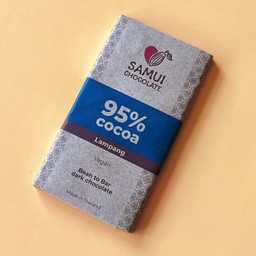 SAMUI
CHOCOLATE
95%
cocoa
Lampang
Vegan
Bean to Bar
dark chocolate
Made in Thailand